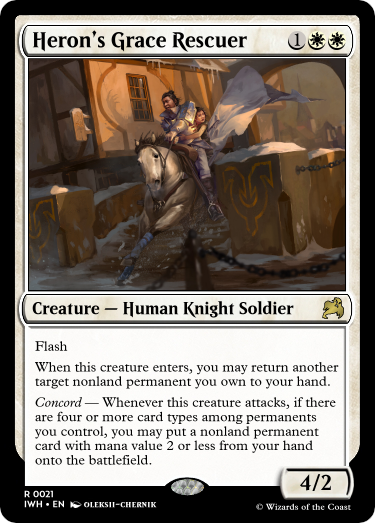 Heron's Grace Rescuer 1
Creature — Human Knight Soldier
Flash
When this creature enters, you may return another
target nonland permanent you own to your hand.
Concord — Whenever this creature attacks, if there
are four or more card types among permanents
you control, you may put a nonland permanent
card with mana value 2 or less from your hand
onto the battlefield.
4/2
R 0021
IWH • EN OLEKSII-CHERNIK
© Wizards of the Coast